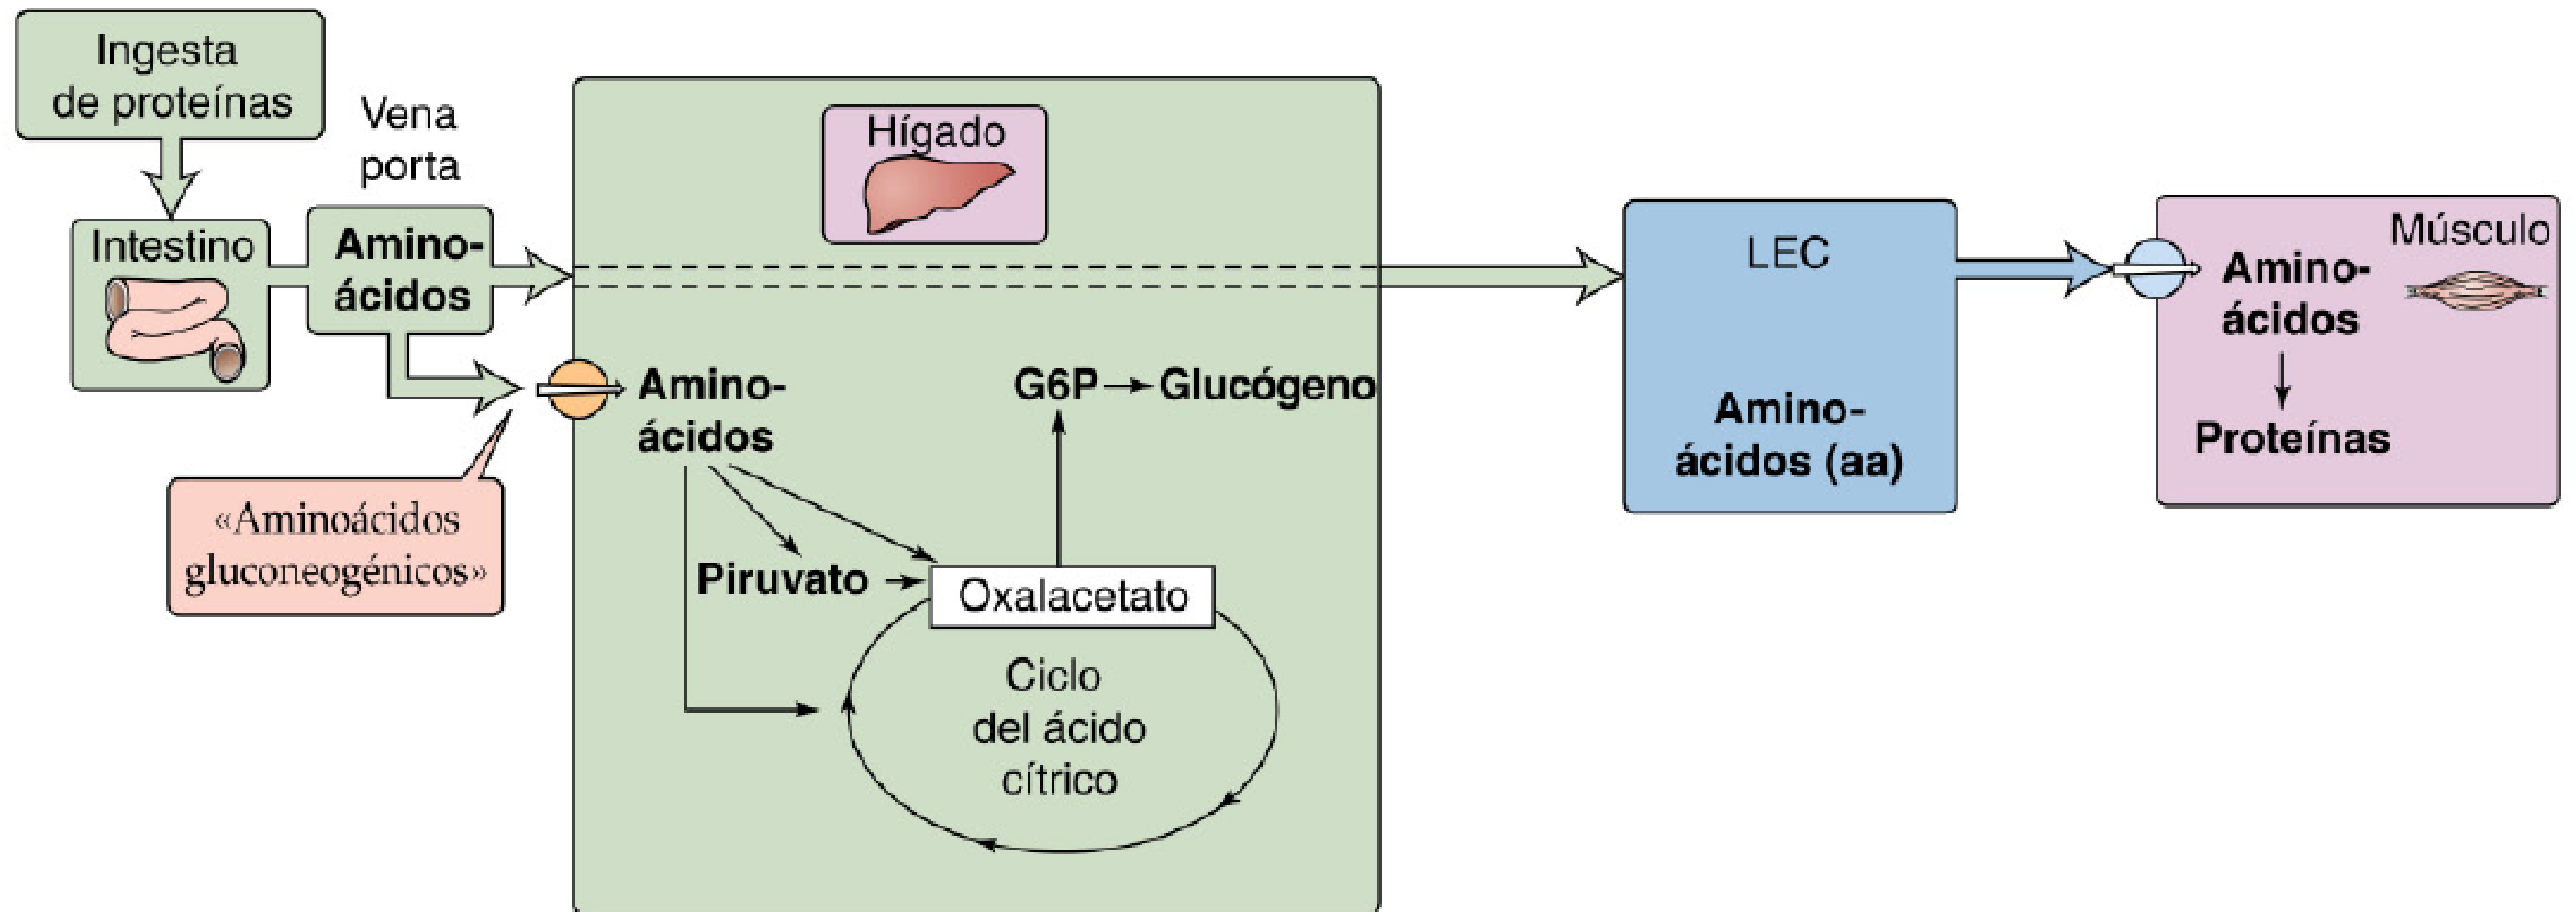 Ingesta
de proteínas
Vena
porta
Intestino
Amino-
ácidos
«Aminoácidos
gluconeogénicos»
Hígado
Amino-
ácidos
G6P
Glucógeno
Piruvato
Oxalacetato
Ciclo
del ácido
cítrico
LEC
Amino-
ácidos (aa)
Músculo
Amino-
ácidos
Proteínas